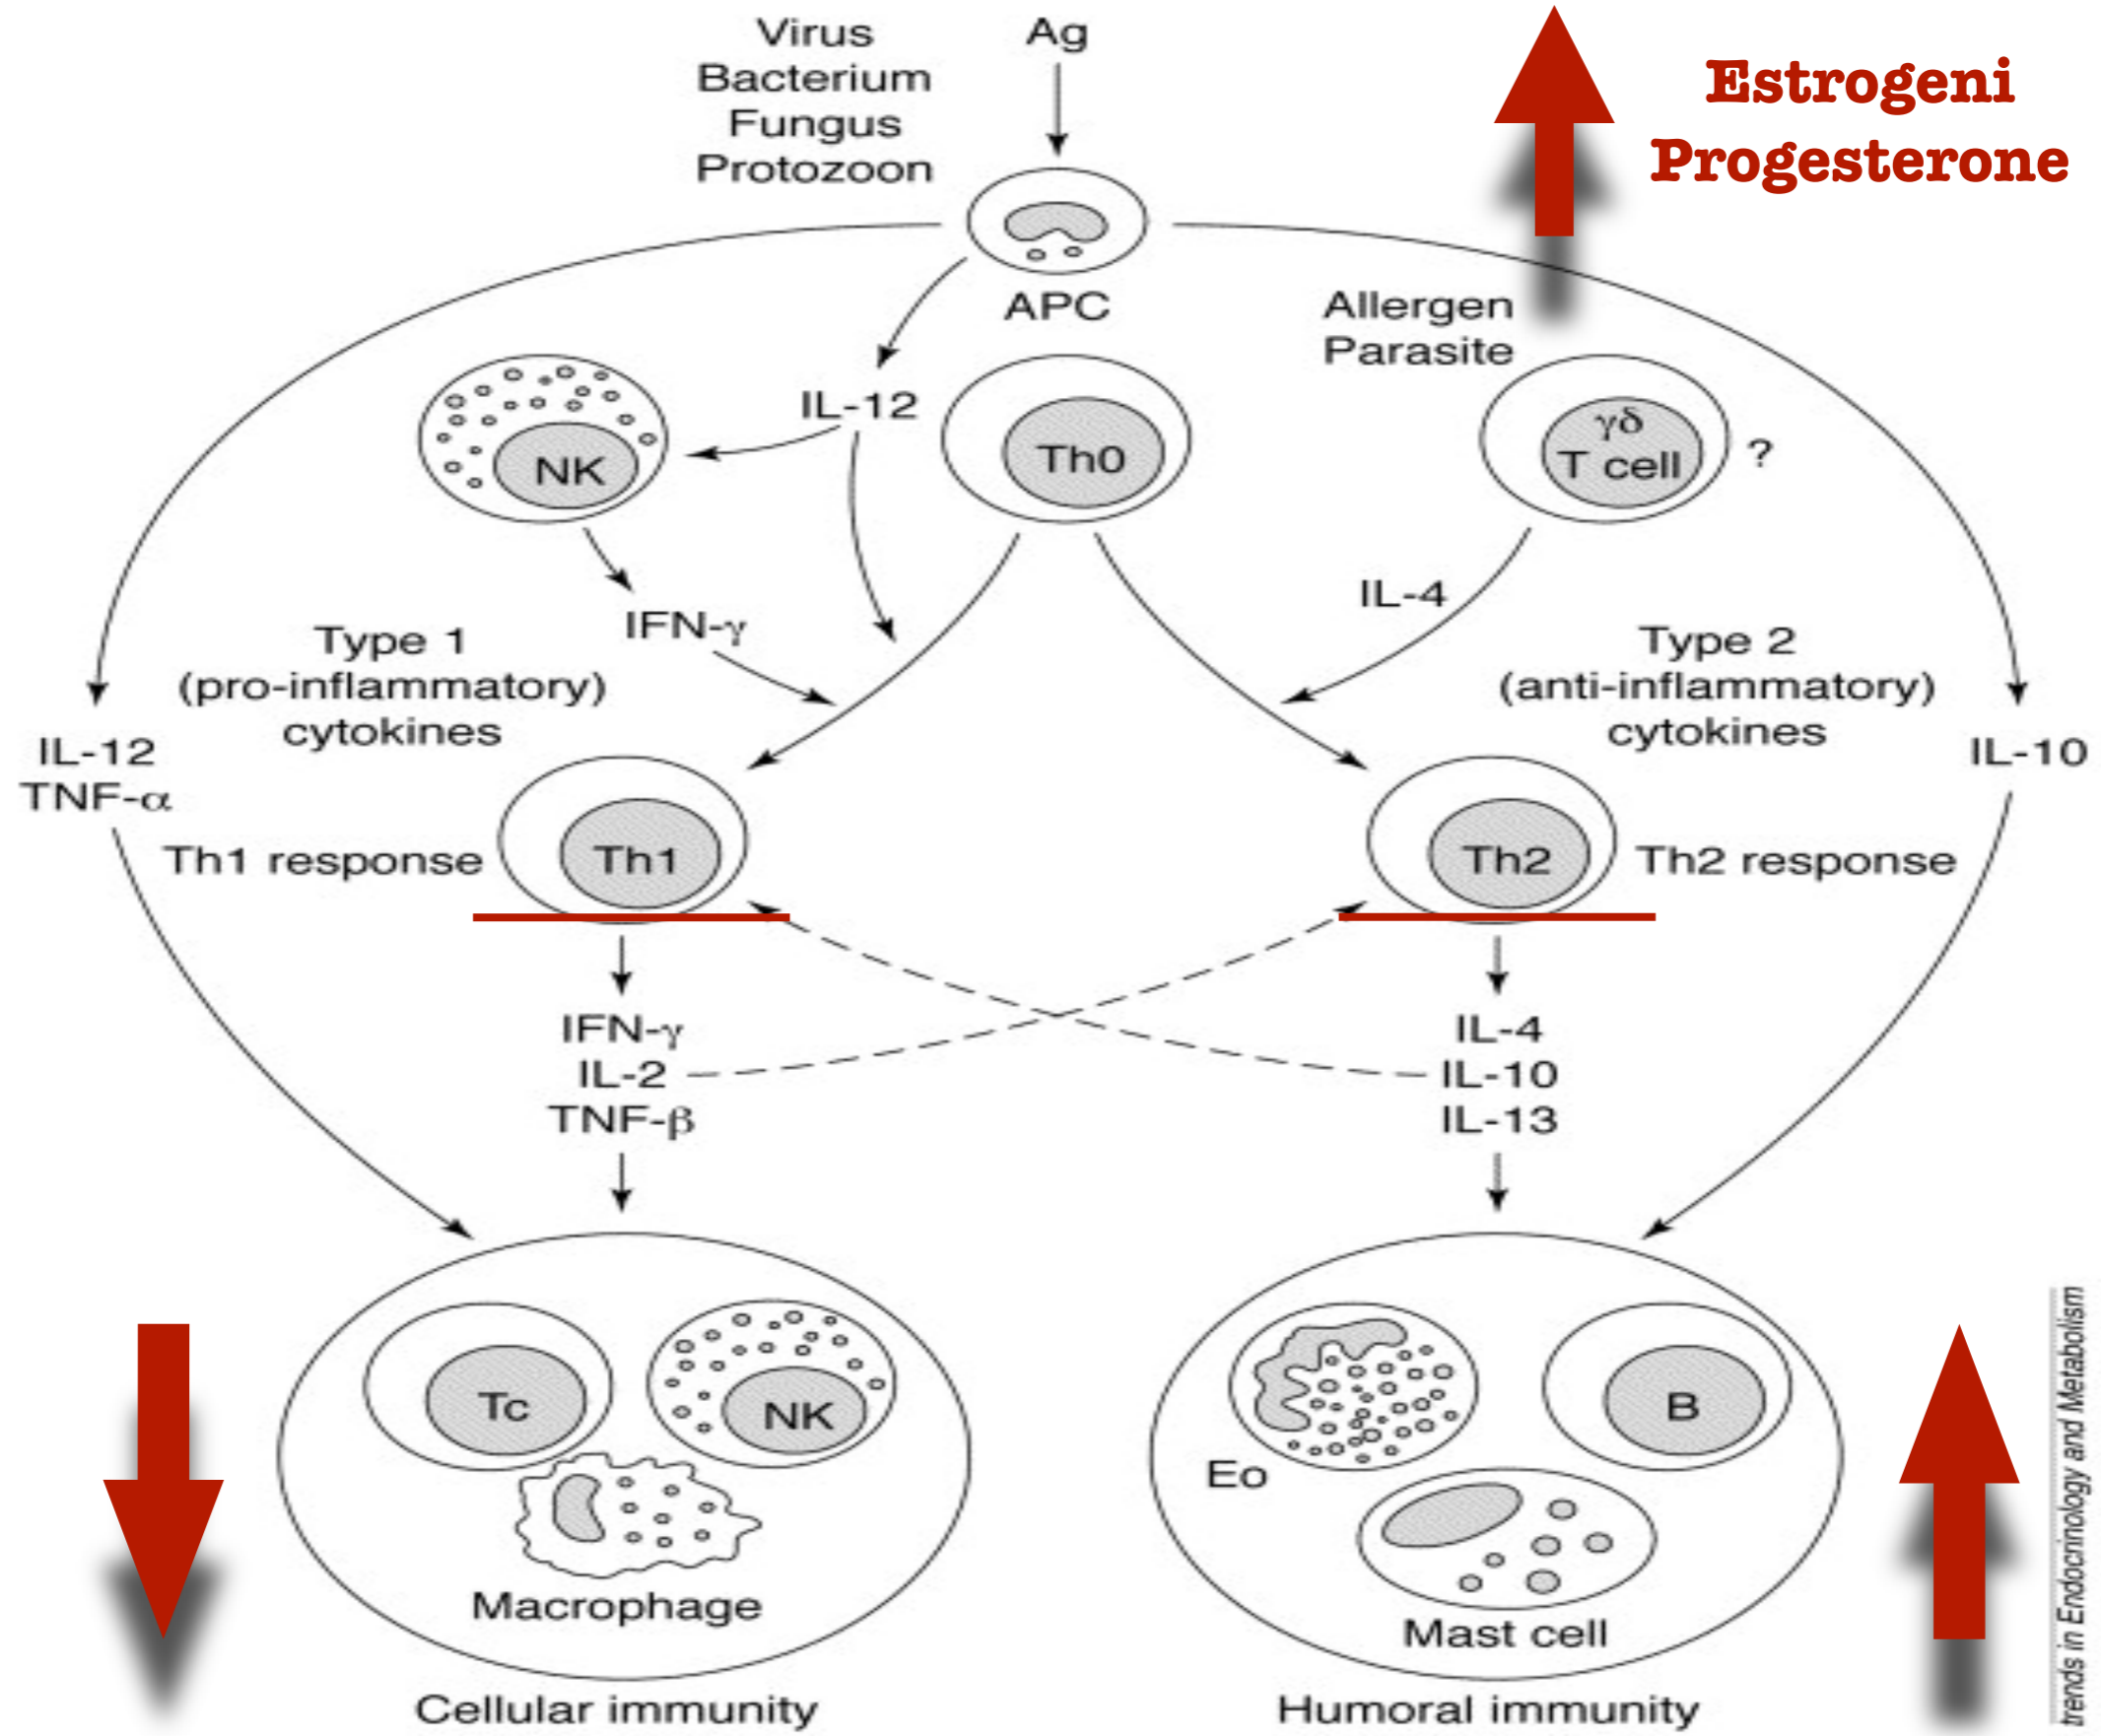 Virus
Bacterium
Fungus
Protozoon
Ag
Estrogeni
Progesterone
APC
Allergen
Parasite
NK
IL-12
Th0
γδ
T cell
?
IFN-γ
IL-4
Type 1
(pro-inflammatory)
cytokines
Type 2
(anti-inflammatory)
cytokines
IL-12
TNF-α
IL-10
Th1 response
Th1
Th2
Th2 response
IFN-γ
IL-2
TNF-β
IL-4
IL-10
IL-13
Tc
NK
Macrophage
Eo
B
Mast cell
Cellular immunity
Humoral immunity
trends in Endocrinology and Metabolism